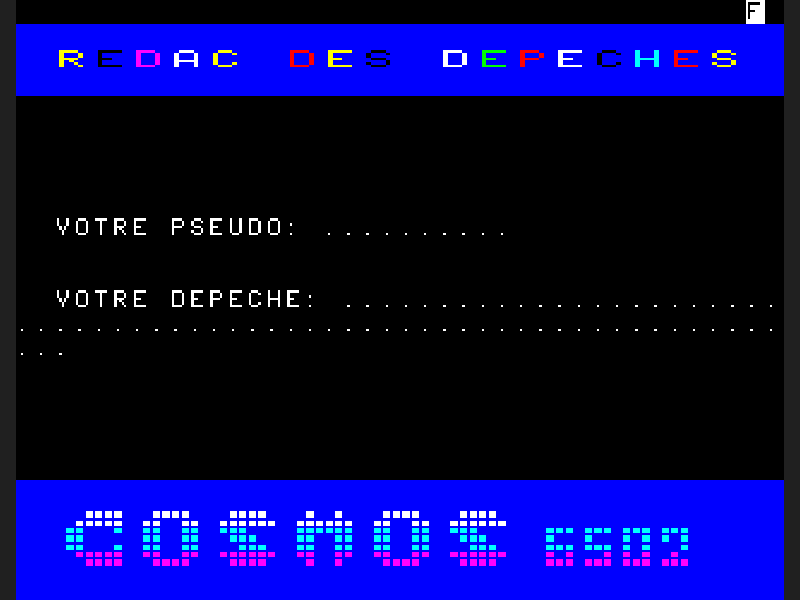 F
REDAC DES DEPECHES
VOTRE PSEUDO: ..........
VOTRE DEPECHE: .......................
........................................
...
COSMOS 6502